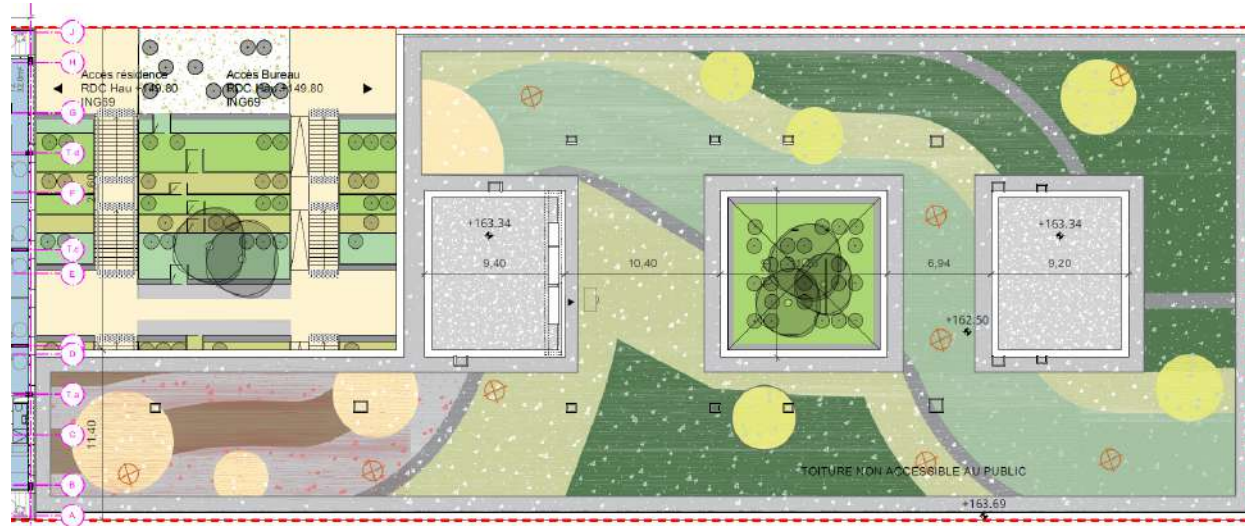 J
H
Accès résidence
RDC Hau +149.80
ING69
Accès Bureau
RDC Hau +149.80
ING69
G
T.d
F
T.c
E
D
T.a
C
B
A
11,40
+163.34
9,40
10,40
6,94
+163.34
9,20
+162.50
TOITURE NON ACCESSIBLE AU PUBLIC
+163.69